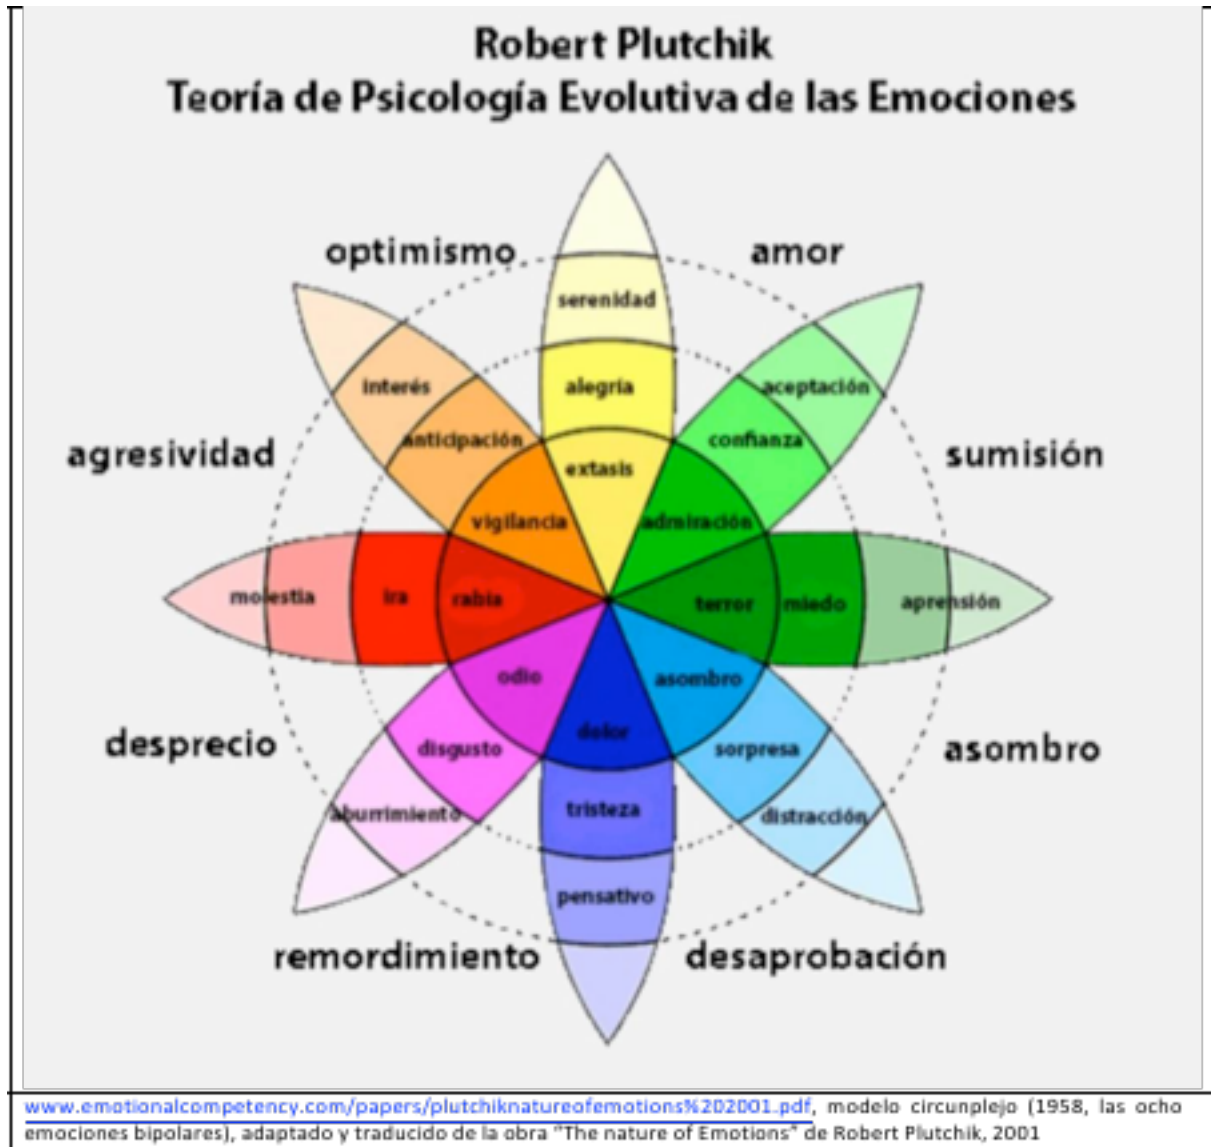 Robert Plutchik
Teoría de Psicología Evolutiva de las Emociones
optimismo
amor
serenidad
interés
alegría
aceptación
anticipación
confianza
agresividad
sumisión
extasis
vigilancia
admiración
molestia
ira
rabia
terror
miedo
aprensión
odio
asombro
dolor
desprecio
disgusto
sorpresa
asombro
aburrimiento
tristeza
distracción
pensativo
remordimiento
desaprobación
www.emotionalcompetency.com/papers/plutchiknatureofemotions%202001.pdf, modelo circunplejo (1958, las ocho
emociones bipolares), adaptado y traducido de la obra "The nature of Emotions" de Robert Plutchik, 2001